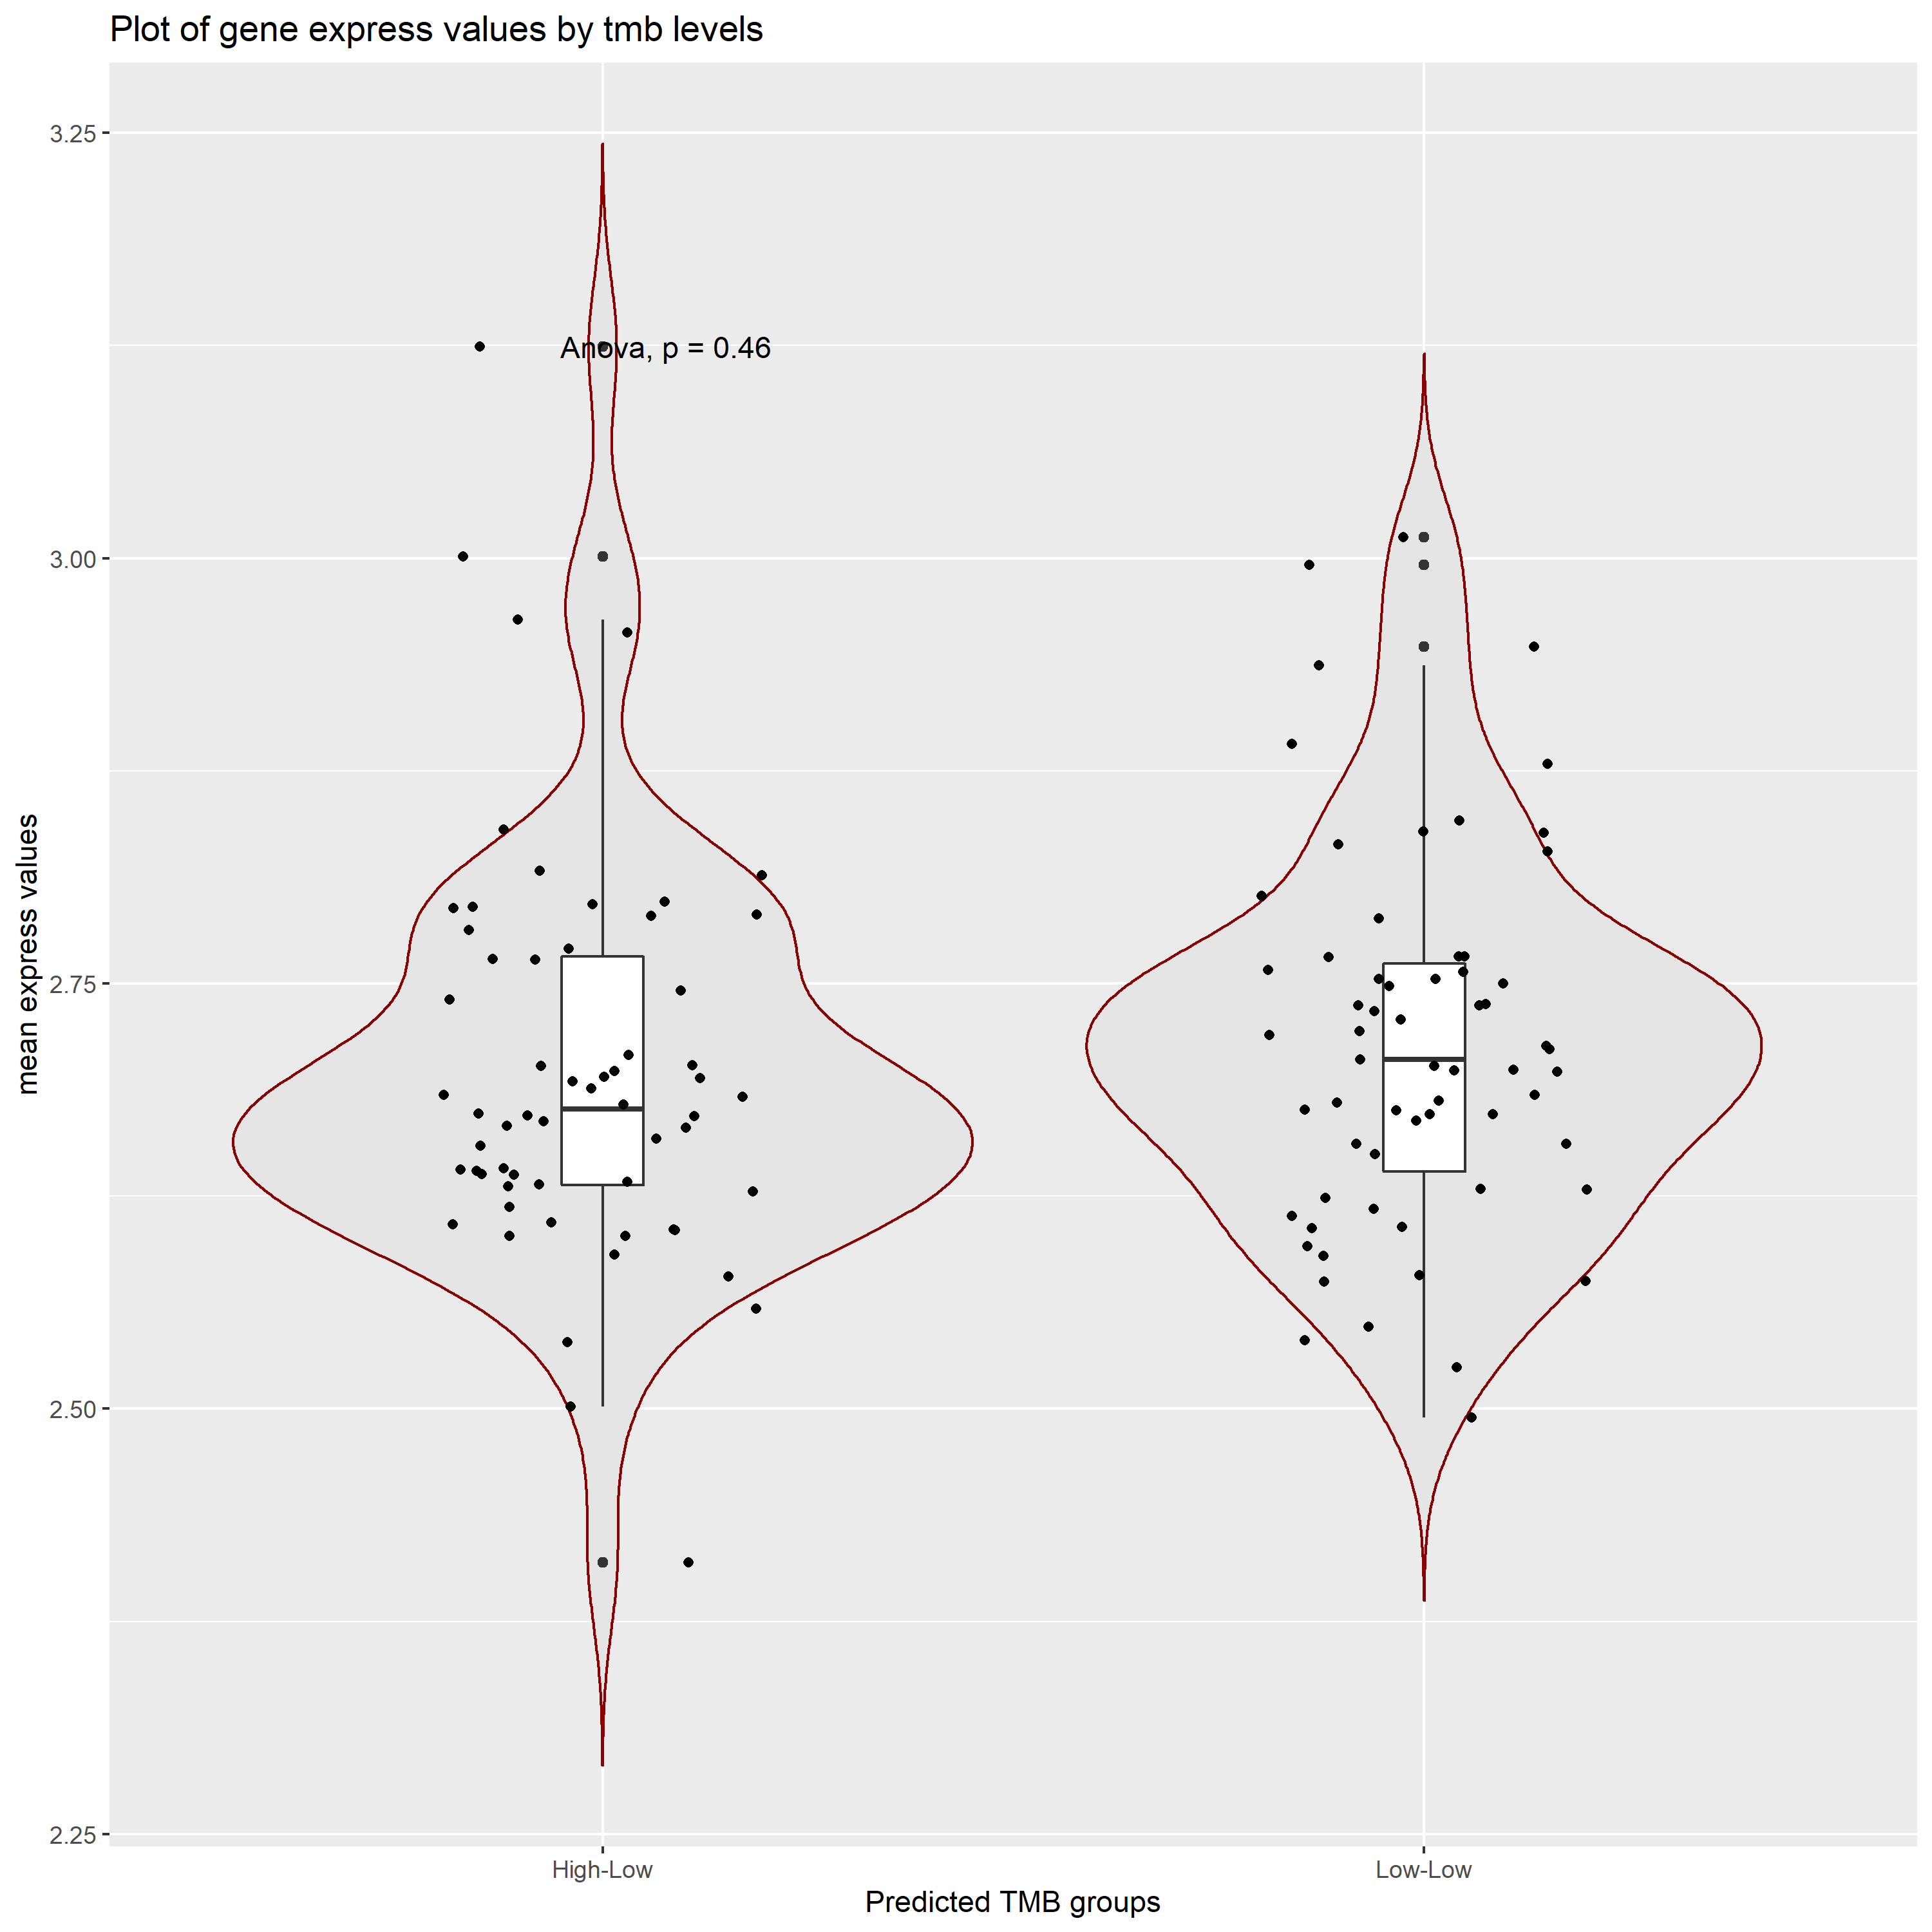 Plot of gene express values by tmb levels
3.25
Anova, p = 0.46
3.00
mean express values
2.75
2.50
2.25
High-Low
Low-Low
Predicted TMB groups